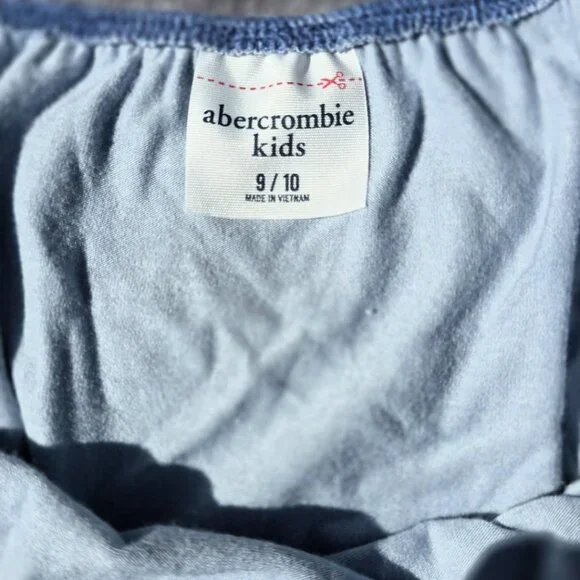 abercrombie
kids
9 / 10
MADE IN VIETNAM